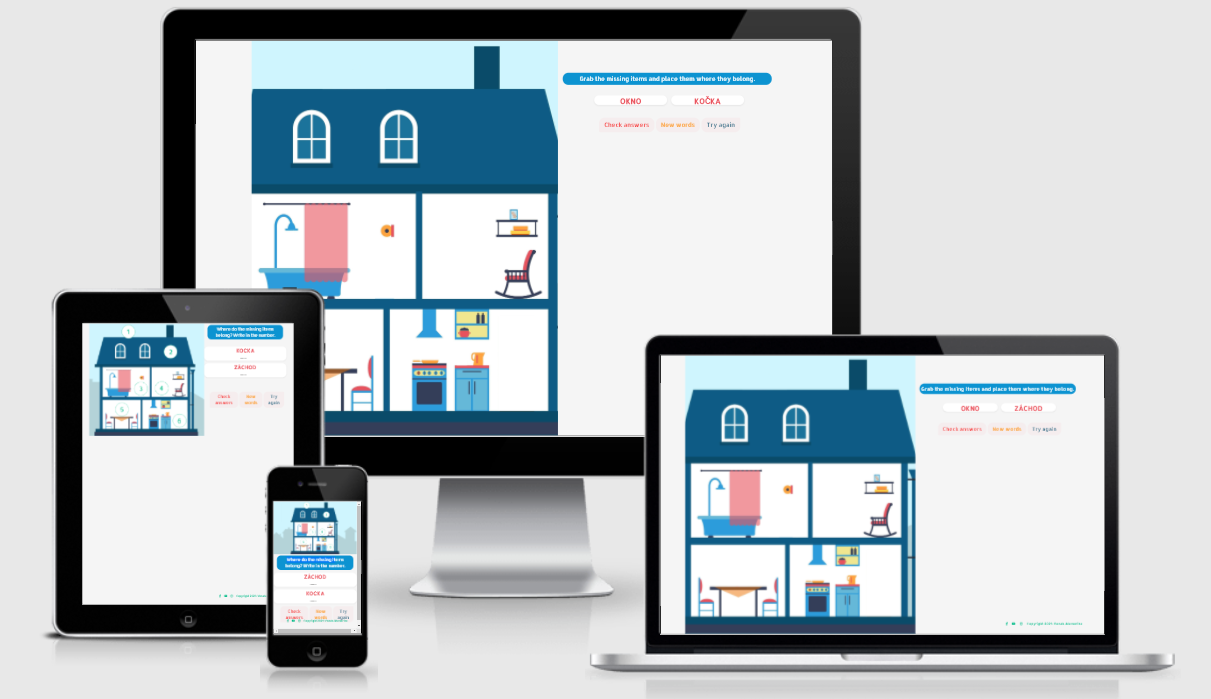 Grab the missing items and place them where they belong.
OKNO KOČKA
Check answers New words Try again
Where do the missing items
belong? Write in the number.
1
2
KOČKA
ZÁCHOD
3 4
5
6
Check
answers
New
words
Try
again
Where do the missing items
belong? Write in the number.
ZÁCHOD
KOČKA
Check
answers
New
words
Try
again
Grab the missing items and place them where they belong.
OKNO ZÁCHOD
Check answers New words Try again